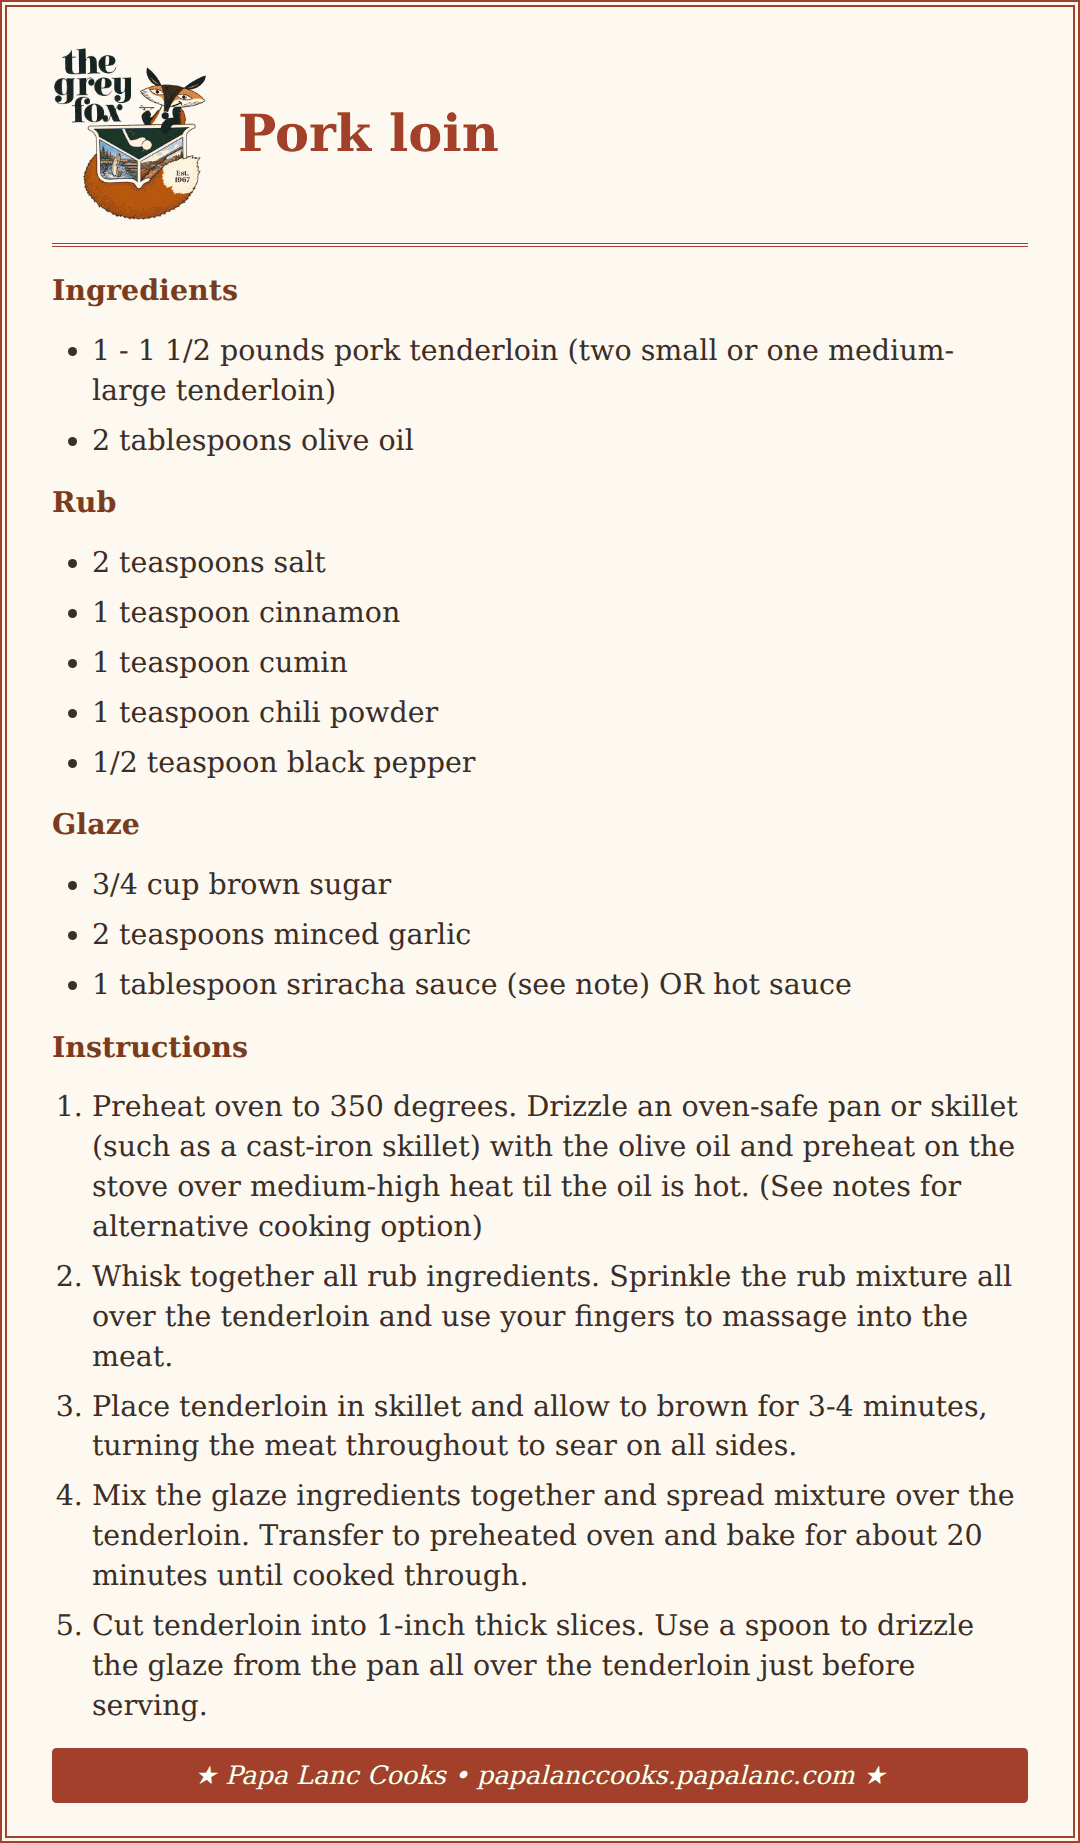 the
grey
fox
Est.
1967
Pork loin
Ingredients
• 1 - 1 1/2 pounds pork tenderloin (two small or one medium-
large tenderloin)
• 2 tablespoons olive oil
Rub
• 2 teaspoons salt
• 1 teaspoon cinnamon
• 1 teaspoon cumin
• 1 teaspoon chili powder
• 1/2 teaspoon black pepper
Glaze
• 3/4 cup brown sugar
• 2 teaspoons minced garlic
• 1 tablespoon sriracha sauce (see note) OR hot sauce
Instructions
1. Preheat oven to 350 degrees. Drizzle an oven-safe pan or skillet
(such as a cast-iron skillet) with the olive oil and preheat on the
stove over medium-high heat til the oil is hot. (See notes for
alternative cooking option)
2. Whisk together all rub ingredients. Sprinkle the rub mixture all
over the tenderloin and use your fingers to massage into the
meat.
3. Place tenderloin in skillet and allow to brown for 3-4 minutes,
turning the meat throughout to sear on all sides.
4. Mix the glaze ingredients together and spread mixture over the
tenderloin. Transfer to preheated oven and bake for about 20
minutes until cooked through.
5. Cut tenderloin into 1-inch thick slices. Use a spoon to drizzle
the glaze from the pan all over the tenderloin just before
serving.
★ Papa Lanc Cooks • papalanccooks.papalanc.com ★